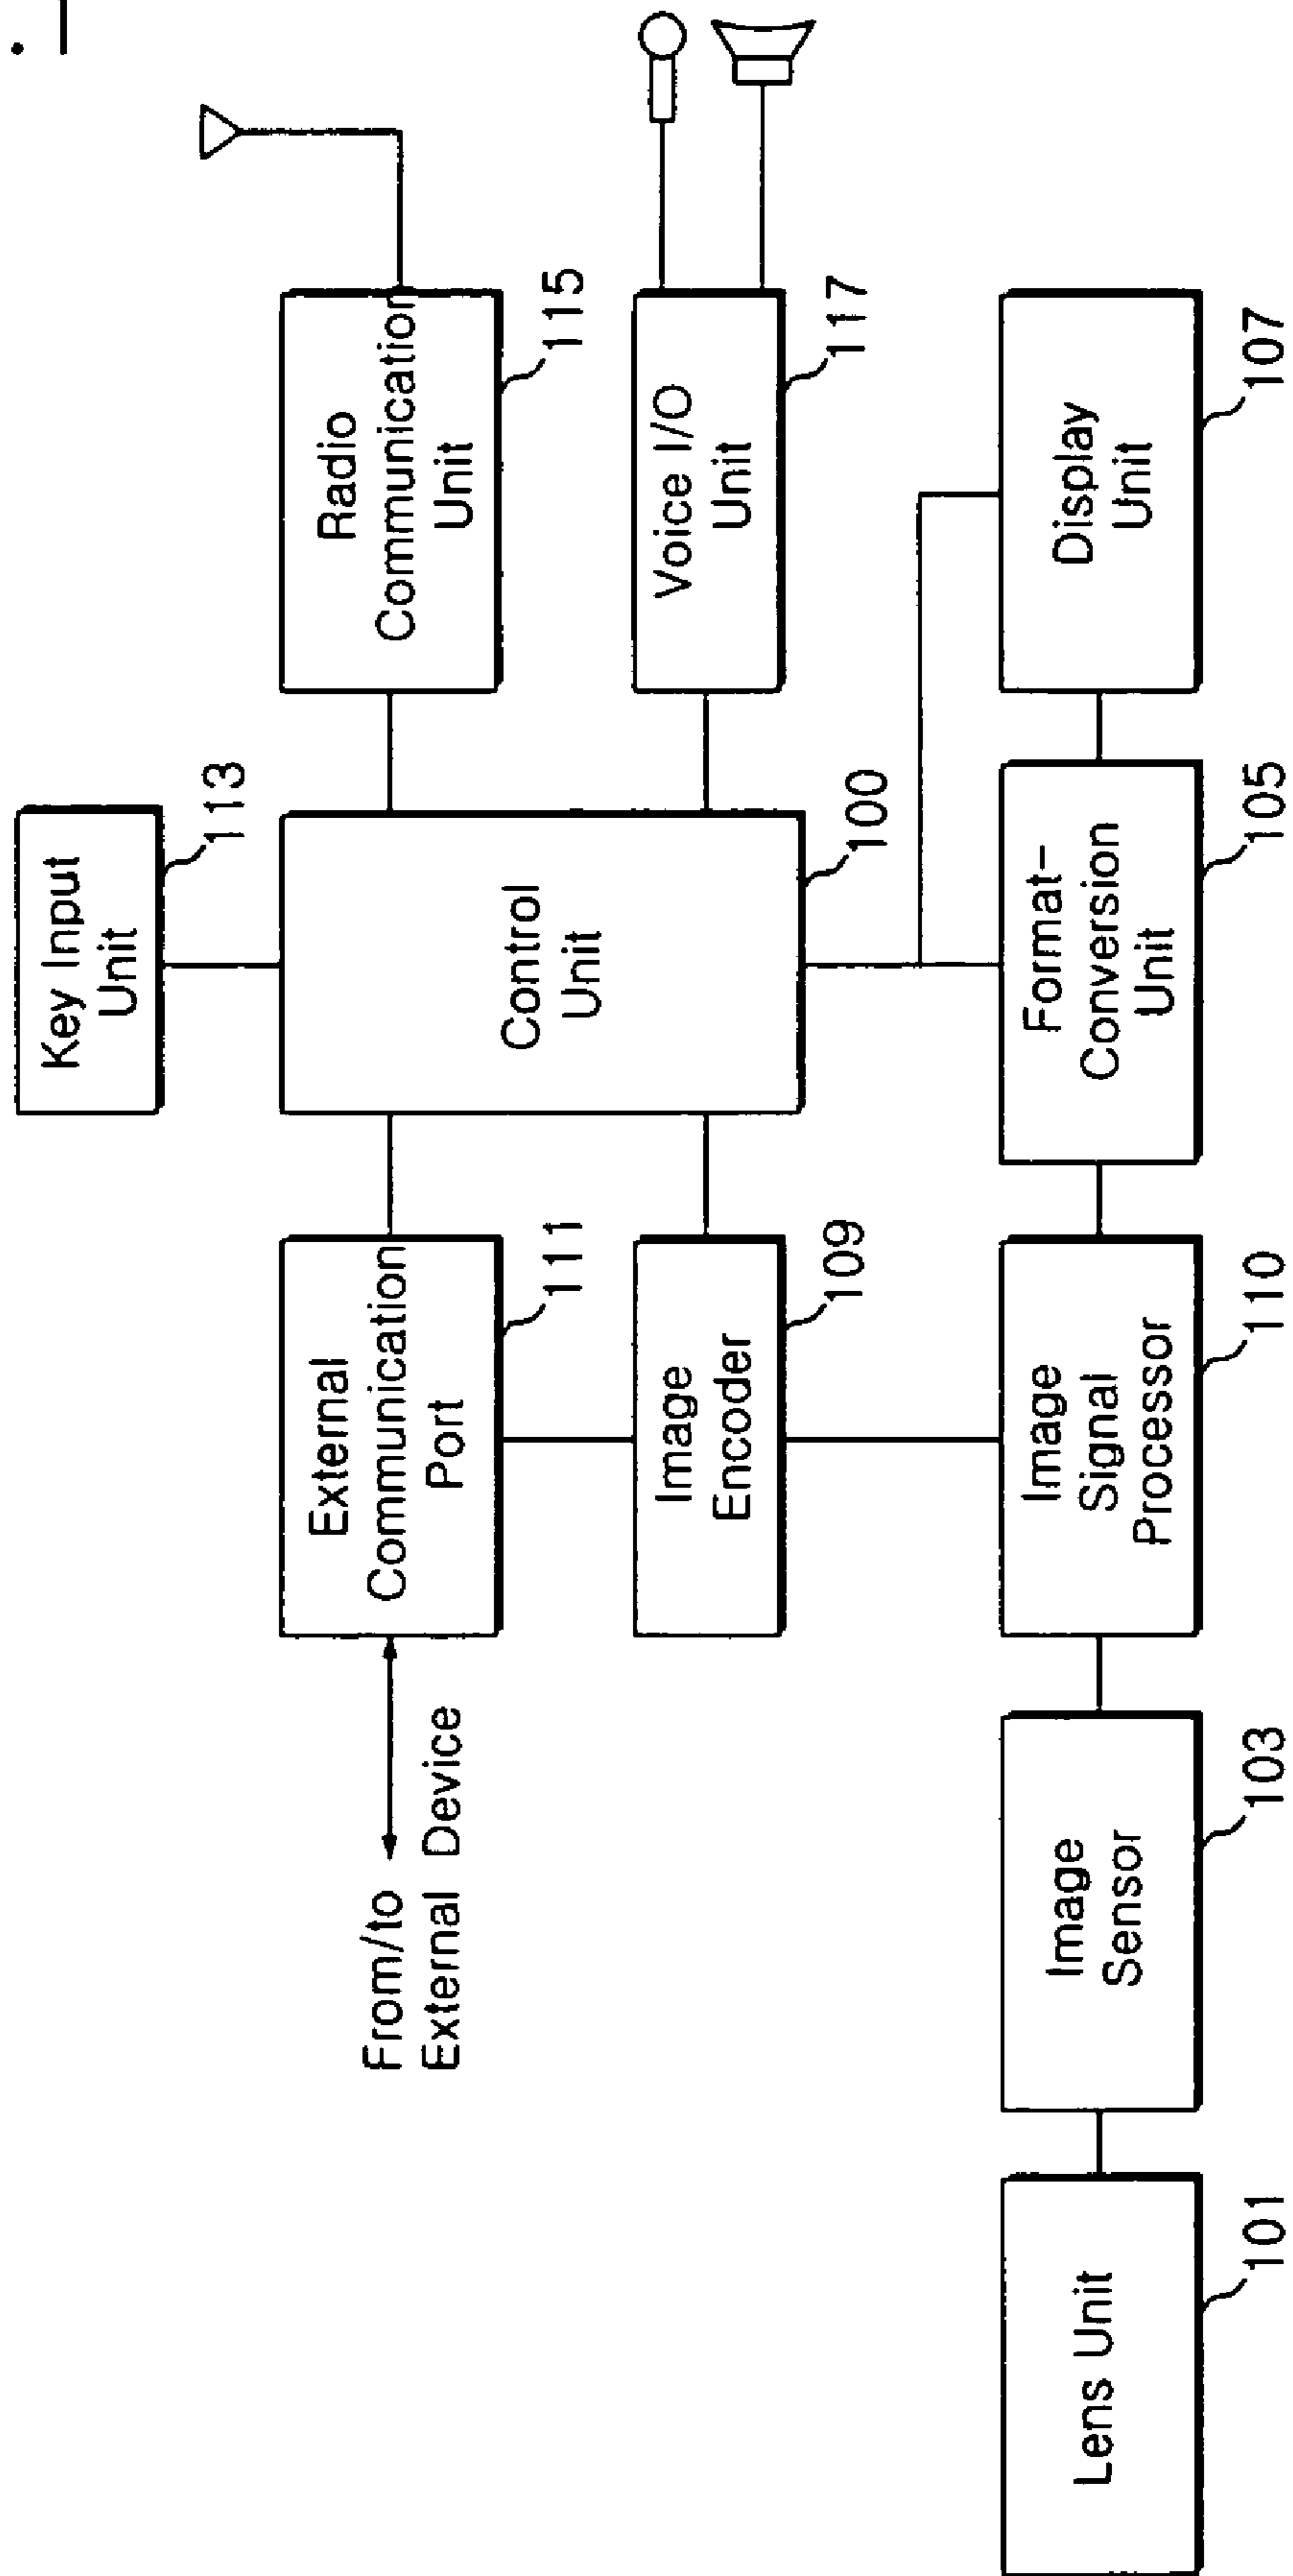 . 1
Key Input
Unit
113
External
Communication
Port
111
Control
Unit
100
Radio
Communication
Unit
115
From/to
External Device
Image
Encoder
109
Voice I/O
Unit
117
Lens Unit
101
Image
Sensor
103
Image
Signal
Processor
110
Format-
Conversion
Unit
105
Display
Unit
107